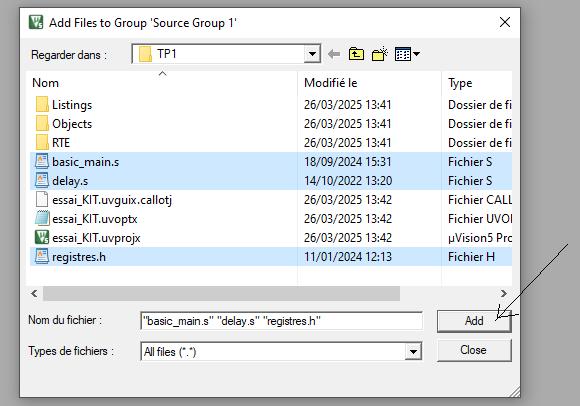 Add Files to Group 'Source Group 1'
Regarder dans : TP1
Nom Modifié le Type
Listings 26/03/2025 13:41 Dossier de fi
Objects 26/03/2025 13:41 Dossier de fi
RTE 26/03/2025 13:41 Dossier de fi
basic_main.s 18/09/2024 15:31 Fichier S
delay.s 14/10/2022 13:20 Fichier S
essai_KIT.uvguix.callotj 26/03/2025 13:42 Fichier CALL
essai_KIT.uvoptx 26/03/2025 13:42 Fichier UVO
essai_KIT.uvprojx 26/03/2025 13:42 µVision5 Pro
registres.h 11/01/2024 12:13 Fichier H
Nom du fichier : "basic_main.s" "delay.s" "registres.h" Add
Types de fichiers : All files (*.*) Close